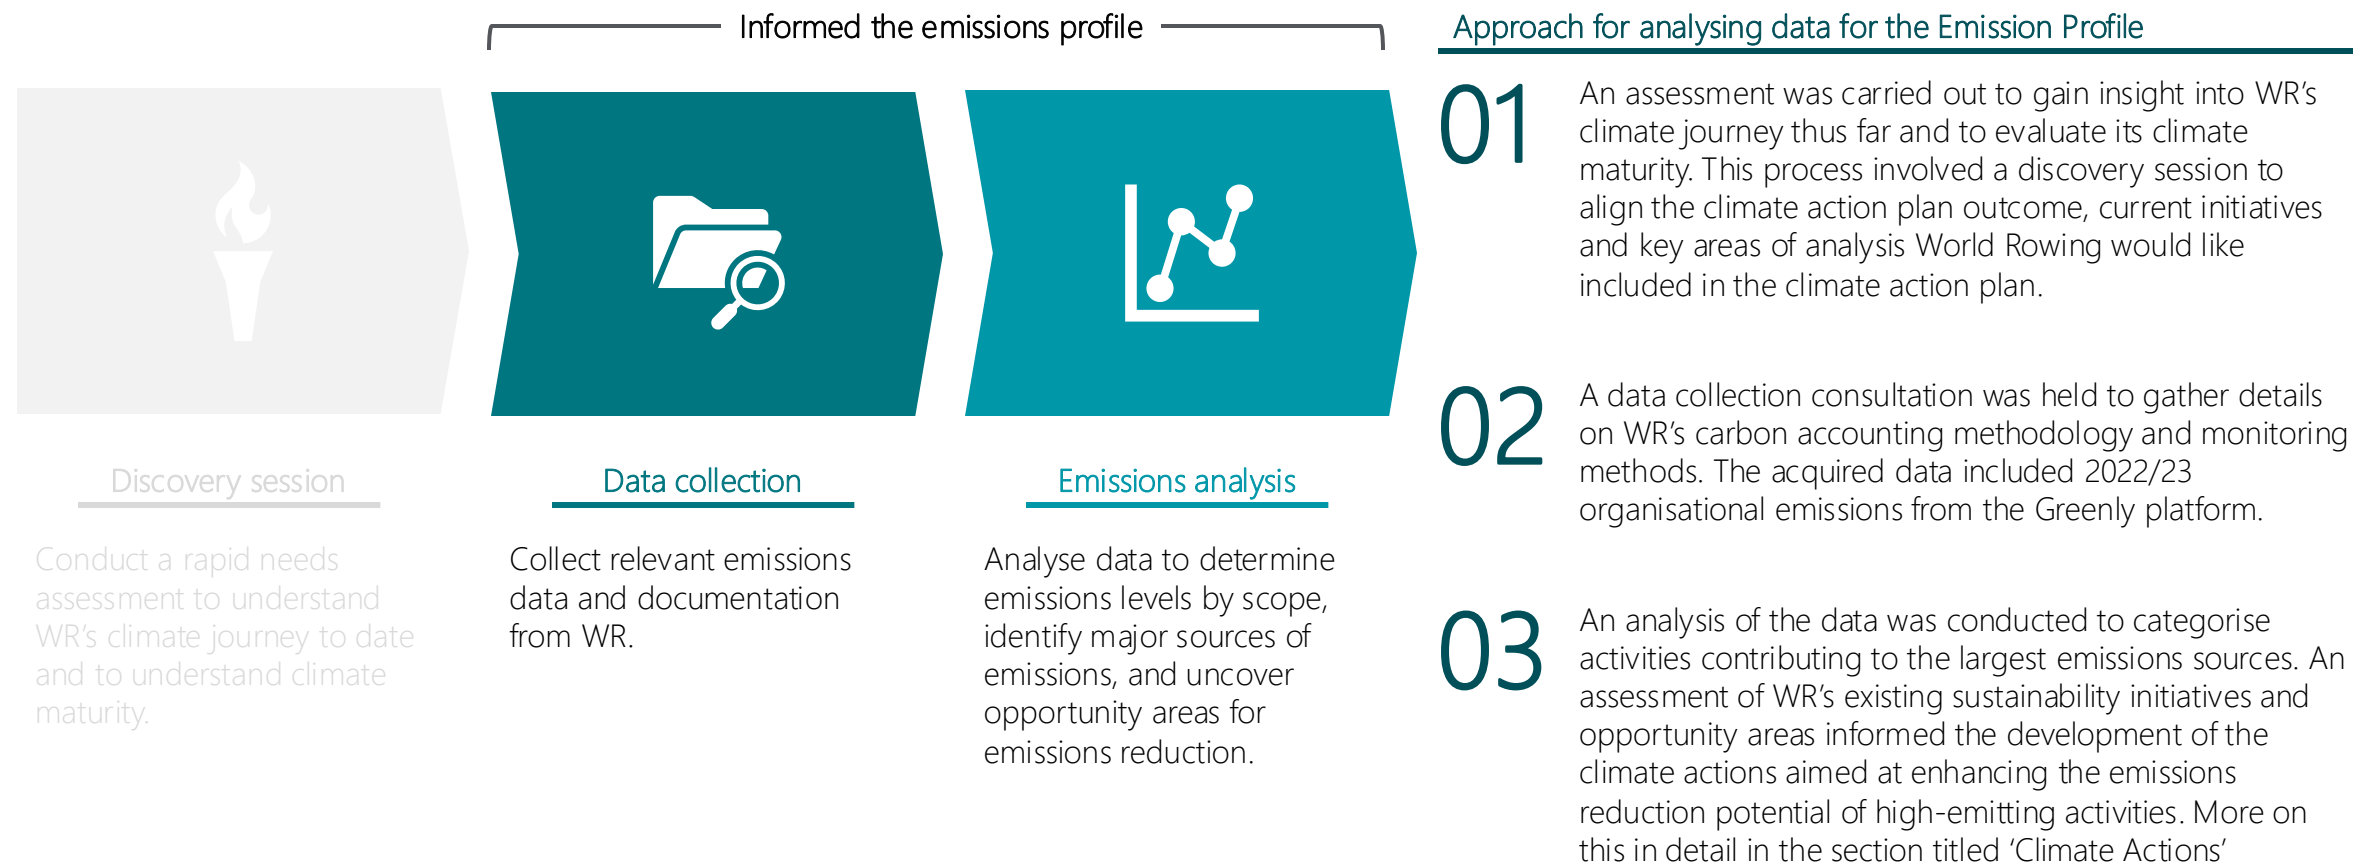 Informed the emissions profile
Discovery session
Conduct a rapid needs
assessment to understand
WR's climate journey to date
and to understand climate
maturity.
Data collection
Collect relevant emissions
data and documentation
from WR.
Emissions analysis
Analyse data to determine
emissions levels by scope,
identify major sources of
emissions, and uncover
opportunity areas for
emissions reduction.
Approach for analysing data for the Emission Profile
01
An assessment was carried out to gain insight into WR's
climate journey thus far and to evaluate its climate
maturity. This process involved a discovery session to
align the climate action plan outcome, current initiatives
and key areas of analysis World Rowing would like
included in the climate action plan.
02
A data collection consultation was held to gather details
on WR's carbon accounting methodology and monitoring
methods. The acquired data included 2022/23
organisational emissions from the Greenly platform.
03
An analysis of the data was conducted to categorise
activities contributing to the largest emissions sources. An
assessment of WR's existing sustainability initiatives and
opportunity areas informed the development of the
climate actions aimed at enhancing the emissions
reduction potential of high-emitting activities. More on
this in detail in the section titled ‘Climate Actions’